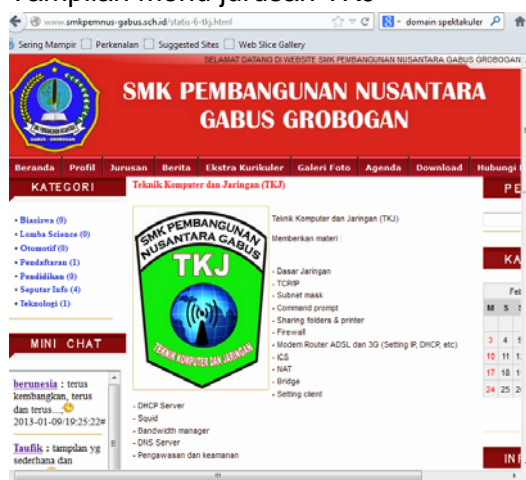 Tampilan menu jurusan TKJ
www.smkpemnus-gabus.sch.id/statis-6-tkj.html
domain spektakuler
Sering Mampir
Perkenalan
Suggested Sites
Web Slice Gallery
SELAMAT DATANG DI WEBSITE SMK PEMBANGUNAN NUSANTARA GABUS GROBOGAN
SMK PEMBANGUNAN NUSANTARA
GABUS GROBOGAN
Beranda Profil Jurusan Berita Ekstra Kurikuler Galeri Foto Agenda Download Hubungi
KATEGORI
• Biasiswa (0)
• Lomba Science (0)
• Otomotif (0)
• Pendaftaran (1)
• Pendidikan (0)
• Seputar Info (4)
• Teknologi (1)
MINI CHAT
berunesia : terus
kembangkan, terus
dan terus...,
2013-01-09/19:25:22#
Taufik : tampilan yg
sederhana dan
Teknik Komputer dan Jaringan (TKJ)
SMK PEMBANGUNAN
NUSANTARA GABUS
TKJ
TEKNIK KOMPUTER DAN JARINGAN
Teknik Komputer dan Jaringan (TKJ)
Memberikan materi :
- Dasar Jaringan
- TCP/IP
- Subnet mask
- Command prompt
- Sharing folders & printer
- Firewall
- Modem Router ADSL dan 3G (Setting IP, DHCP, etc)
- ICS
- NAT
- Bridge
- Setting client
- DHCP Server
- Squid
- Bandwidth manager
- DNS Server
- Pengawasan dan keamanan
PE
KA
Feb
M S S
3 4 5
10 11 12
17 18 19
24 25 26
INF